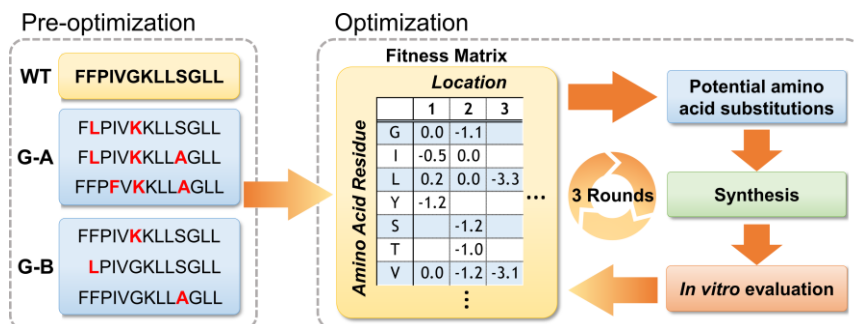 Pre-optimization
WT
FFPIVGKLLSGLL
G-A
FLPIVKKLLSGLL
FLPIVKKLLAGLL
FFPFVKKLLAGLL
G-B
FFPIVKKLLSGLL
LPIVGKLLSGLL
FFPIVGKLLAGLL
Optimization
Fitness Matrix
Location
Amino Acid Residue
1 2 3
G 0.0 -1.1
I -0.5 0.0
L 0.2 0.0 -3.3
Y -1.2
S -1.2
T -1.0
V 0.0 -1.2 -3.1
...
⋮
3 Rounds
Potential amino
acid substitutions
Synthesis
In vitro evaluation